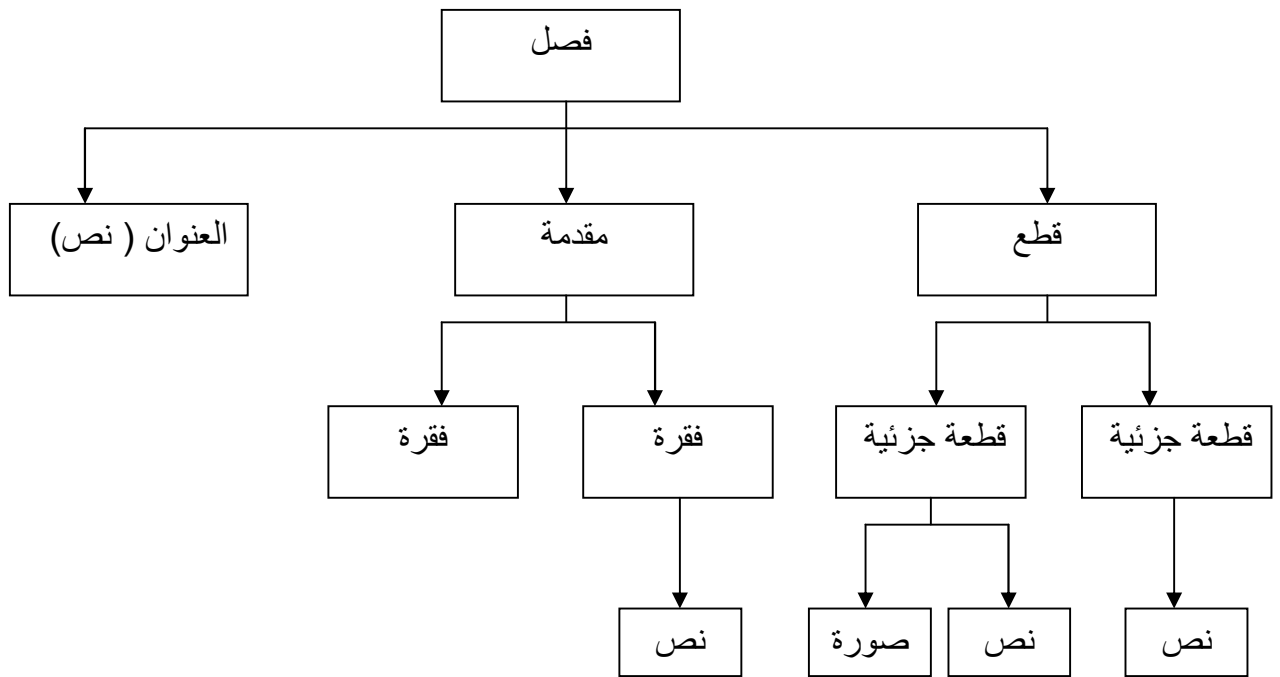 فصل
قطع
مقدمة
العنوان ( نص)
قطعة جزئية
قطعة جزئية
فقرة
فقرة
نص
نص
صورة
نص